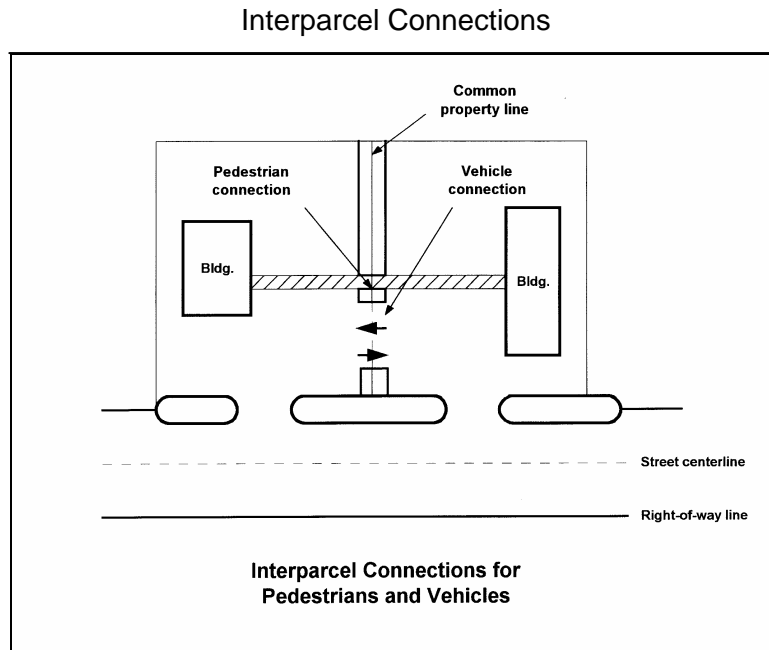 Interparcel Connections
Common
property line
Pedestrian
connection
Vehicle
connection
Bldg.
Bldg.
Street centerline
Right-of-way line
Interparcel Connections for
Pedestrians and Vehicles